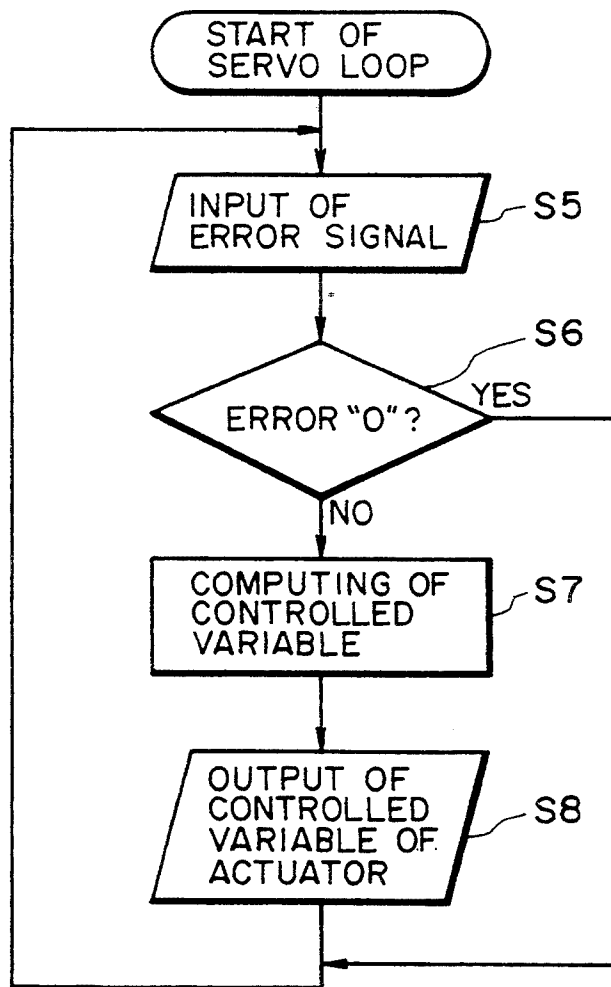 START OF
SERVO LOOP
INPUT OF
ERROR SIGNAL
S5
S6
ERROR "O"?
YES
NO
COMPUTING OF
CONTROLLED
VARIABLE
S7
OUTPUT OF
CONTROLLED
VARIABLE OF
ACTUATOR
S8